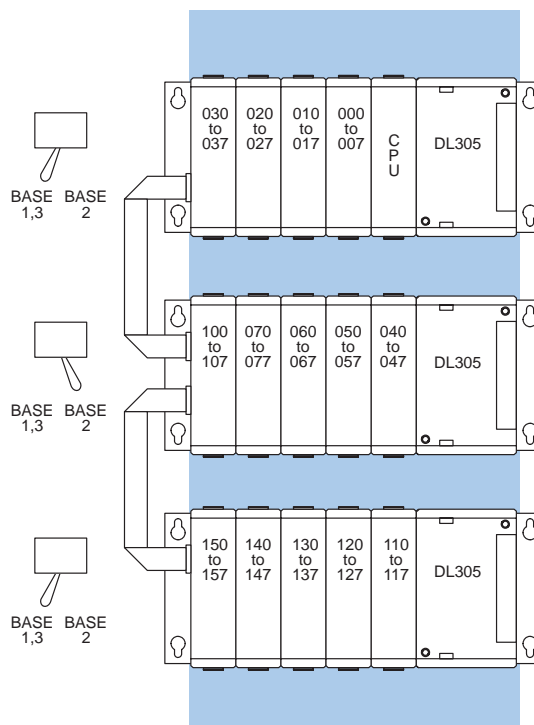 030 to 037
020 to 027
010 to 017
000 to 007
CPU
DL305
BASE 1,3
BASE 2
100 to 107
070 to 077
060 to 067
050 to 057
040 to 047
DL305
BASE 1,3
BASE 2
150 to 157
140 to 147
130 to 137
120 to 127
110 to 117
DL305
BASE 1,3
BASE 2